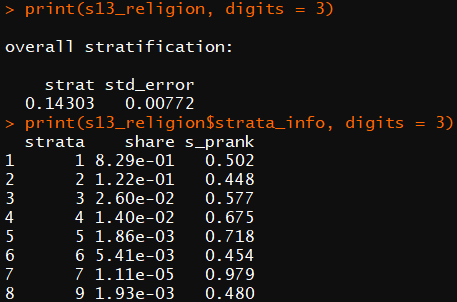 > print(s13_religion, digits = 3)
overall stratification:
strat std_error
0.14303 0.00772
> print(s13_religion$strata_info, digits = 3)
strata share s_prank
1 1 8.29e-01 0.502
2 2 1.22e-01 0.448
3 3 2.60e-02 0.577
4 4 1.40e-02 0.675
5 5 1.86e-03 0.718
6 6 5.41e-03 0.454
7 7 1.11e-05 0.979
8 9 1.93e-03 0.480